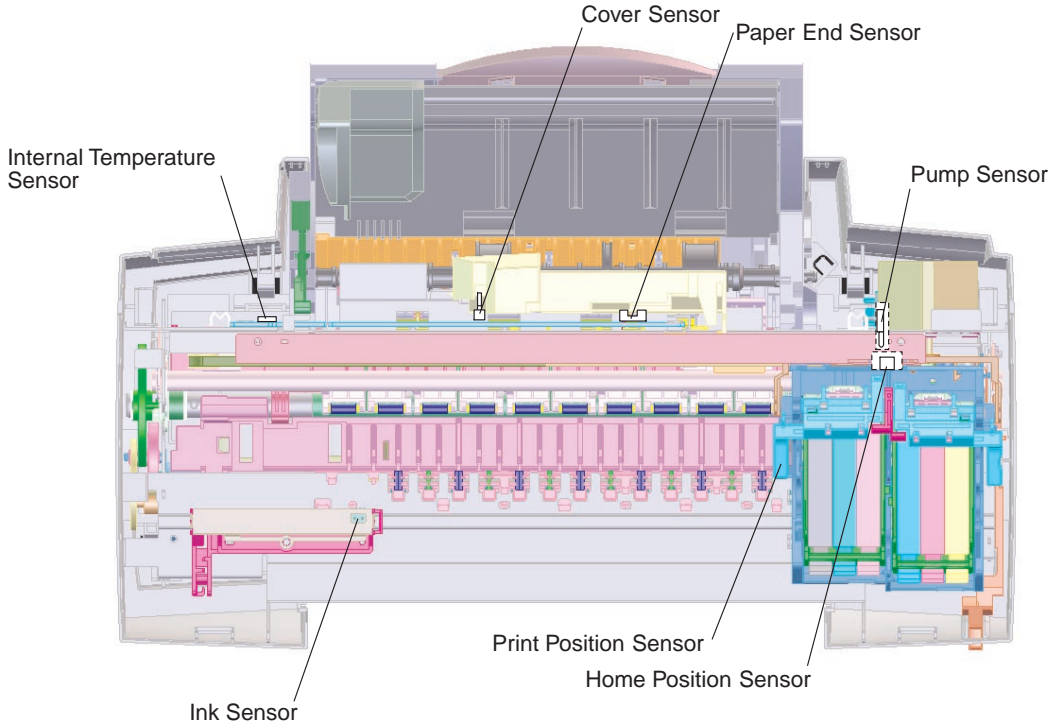 Cover Sensor
Paper End Sensor
Internal Temperature
Sensor
Pump Sensor
Print Position Sensor
Home Position Sensor
Ink Sensor